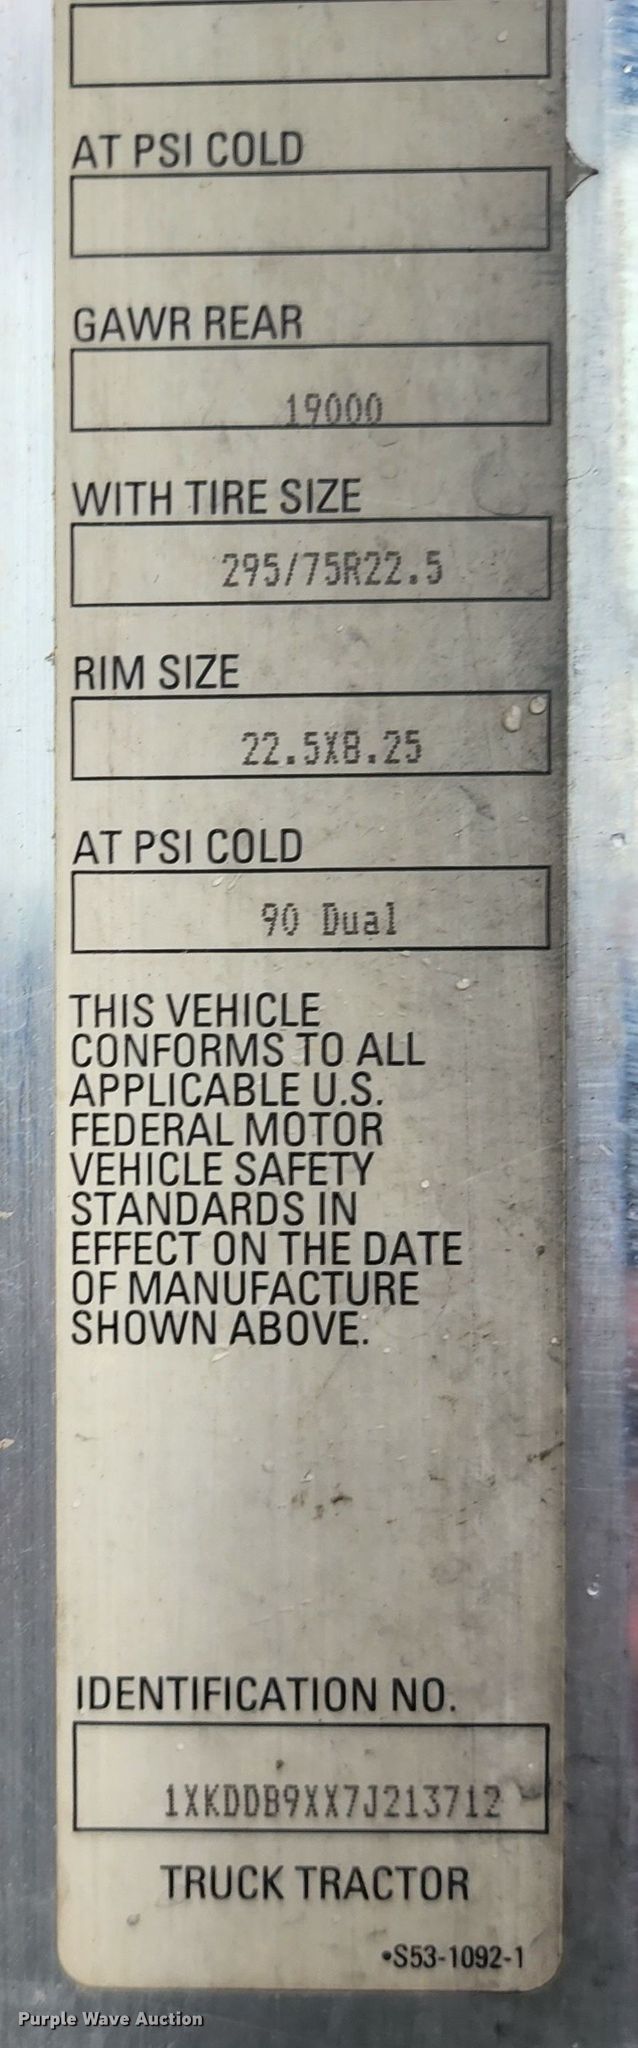 AT PSI COLD
GAWR REAR
19000
WITH TIRE SIZE
295/75R22.5
RIM SIZE
22.5X8.25
AT PSI COLD
90 Dual
THIS VEHICLE
CONFORMS TO ALL
APPLICABLE U.S.
FEDERAL MOTOR
VEHICLE SAFETY
STANDARDS IN
EFFECT ON THE DATE
OF MANUFACTURE
SHOWN ABOVE.
IDENTIFICATION NO.
1XKDDB9XX7J213712
TRUCK TRACTOR
•S53-1092-1
Purple Wave Auction